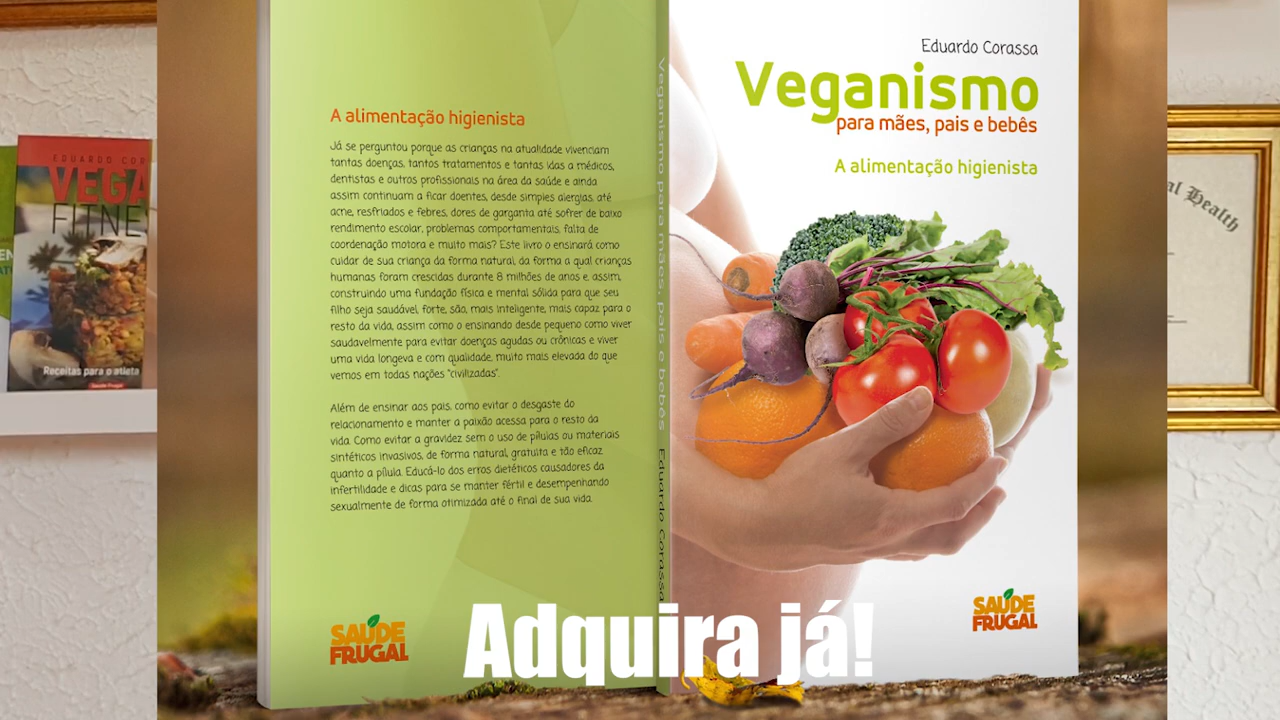 A alimentação higienista
Já se perguntou porque as crianças na atualidade vivenciam
tantas doenças, tantos tratamentos e tantas idas a médicos,
dentistas e outros profissionais na área da saúde e ainda
assim continuam a ficar doentes, desde simples alergias, até
acne, resfriados e febres, dores de garganta até sofrer de baixo
rendimento escolar, problemas comportamentais, falta de
coordenação motora e muito mais? Este livro o ensinará como
cuidar de sua criança da forma natural, da forma a qual crianças
humanas foram crescidas durante 8 milhões de anos e assim,
construindo uma fundação física e mental sólida para que seu
filho seja saudável, forte, são, mais inteligente, mais capaz para o
resto da vida, assim como o ensinando desde pequeno como viver
saudavelmente para evitar doenças agudas ou crônicas e viver
uma vida longeva e com qualidade, muito mais elevada do que
vemos em todas nações "civilizadas".
Além de ensinar aos pais, como evitar o desgaste do
relacionamento e manter a paixão acessa para o resto da
vida. Como evitar a gravidez sem o uso de pílulas ou materiais
sintéticos invasivos, de forma natural, gratuita e tão eficaz
quanto a pílula. Educá-lo dos erros dietéticos causadores da
infertilidade e dicas para se manter fértil e desempenhando
sexualmente de forma otimizada até o final de sua vida.
SAÚDE
FRUGAL
Veganismo para mães, pais e bebês Eduardo Corassa
Eduardo Corassa
Veganismo
para mães, pais e bebês
A alimentação higienista
SAÚDE
FRUGAL
Adquira já!
EDUARDO COR
VEGA
FITNE
Receitas para o atleta
Saúde Frugal
al Health